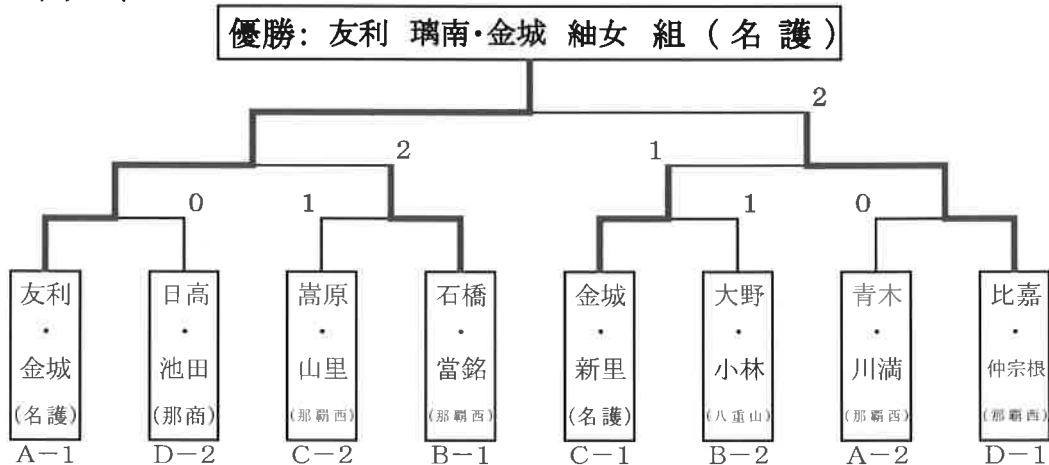 優勝: 友利 璃南・金城 紬女 組 (名護)
2
2 1
0 1 1 0
友利 日高 嵩原 石橋 金城 大野 青木 比嘉
・ ・ ・ ・ ・ ・ ・ ・
金城 池田 山里 當銘 新里 小林 川満 仲宗根
(名護) (那商) (那覇西) (那覇西) (名護) (八重山) (那覇西) (那覇西)
A-1 D-2 C-2 B-1 C-1 B-2 A-2 D-1